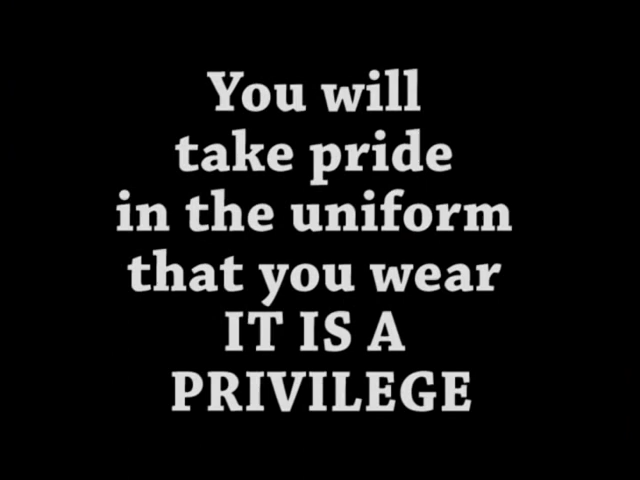 You will
take pride
in the uniform
that you wear
IT IS A
PRIVILEGE